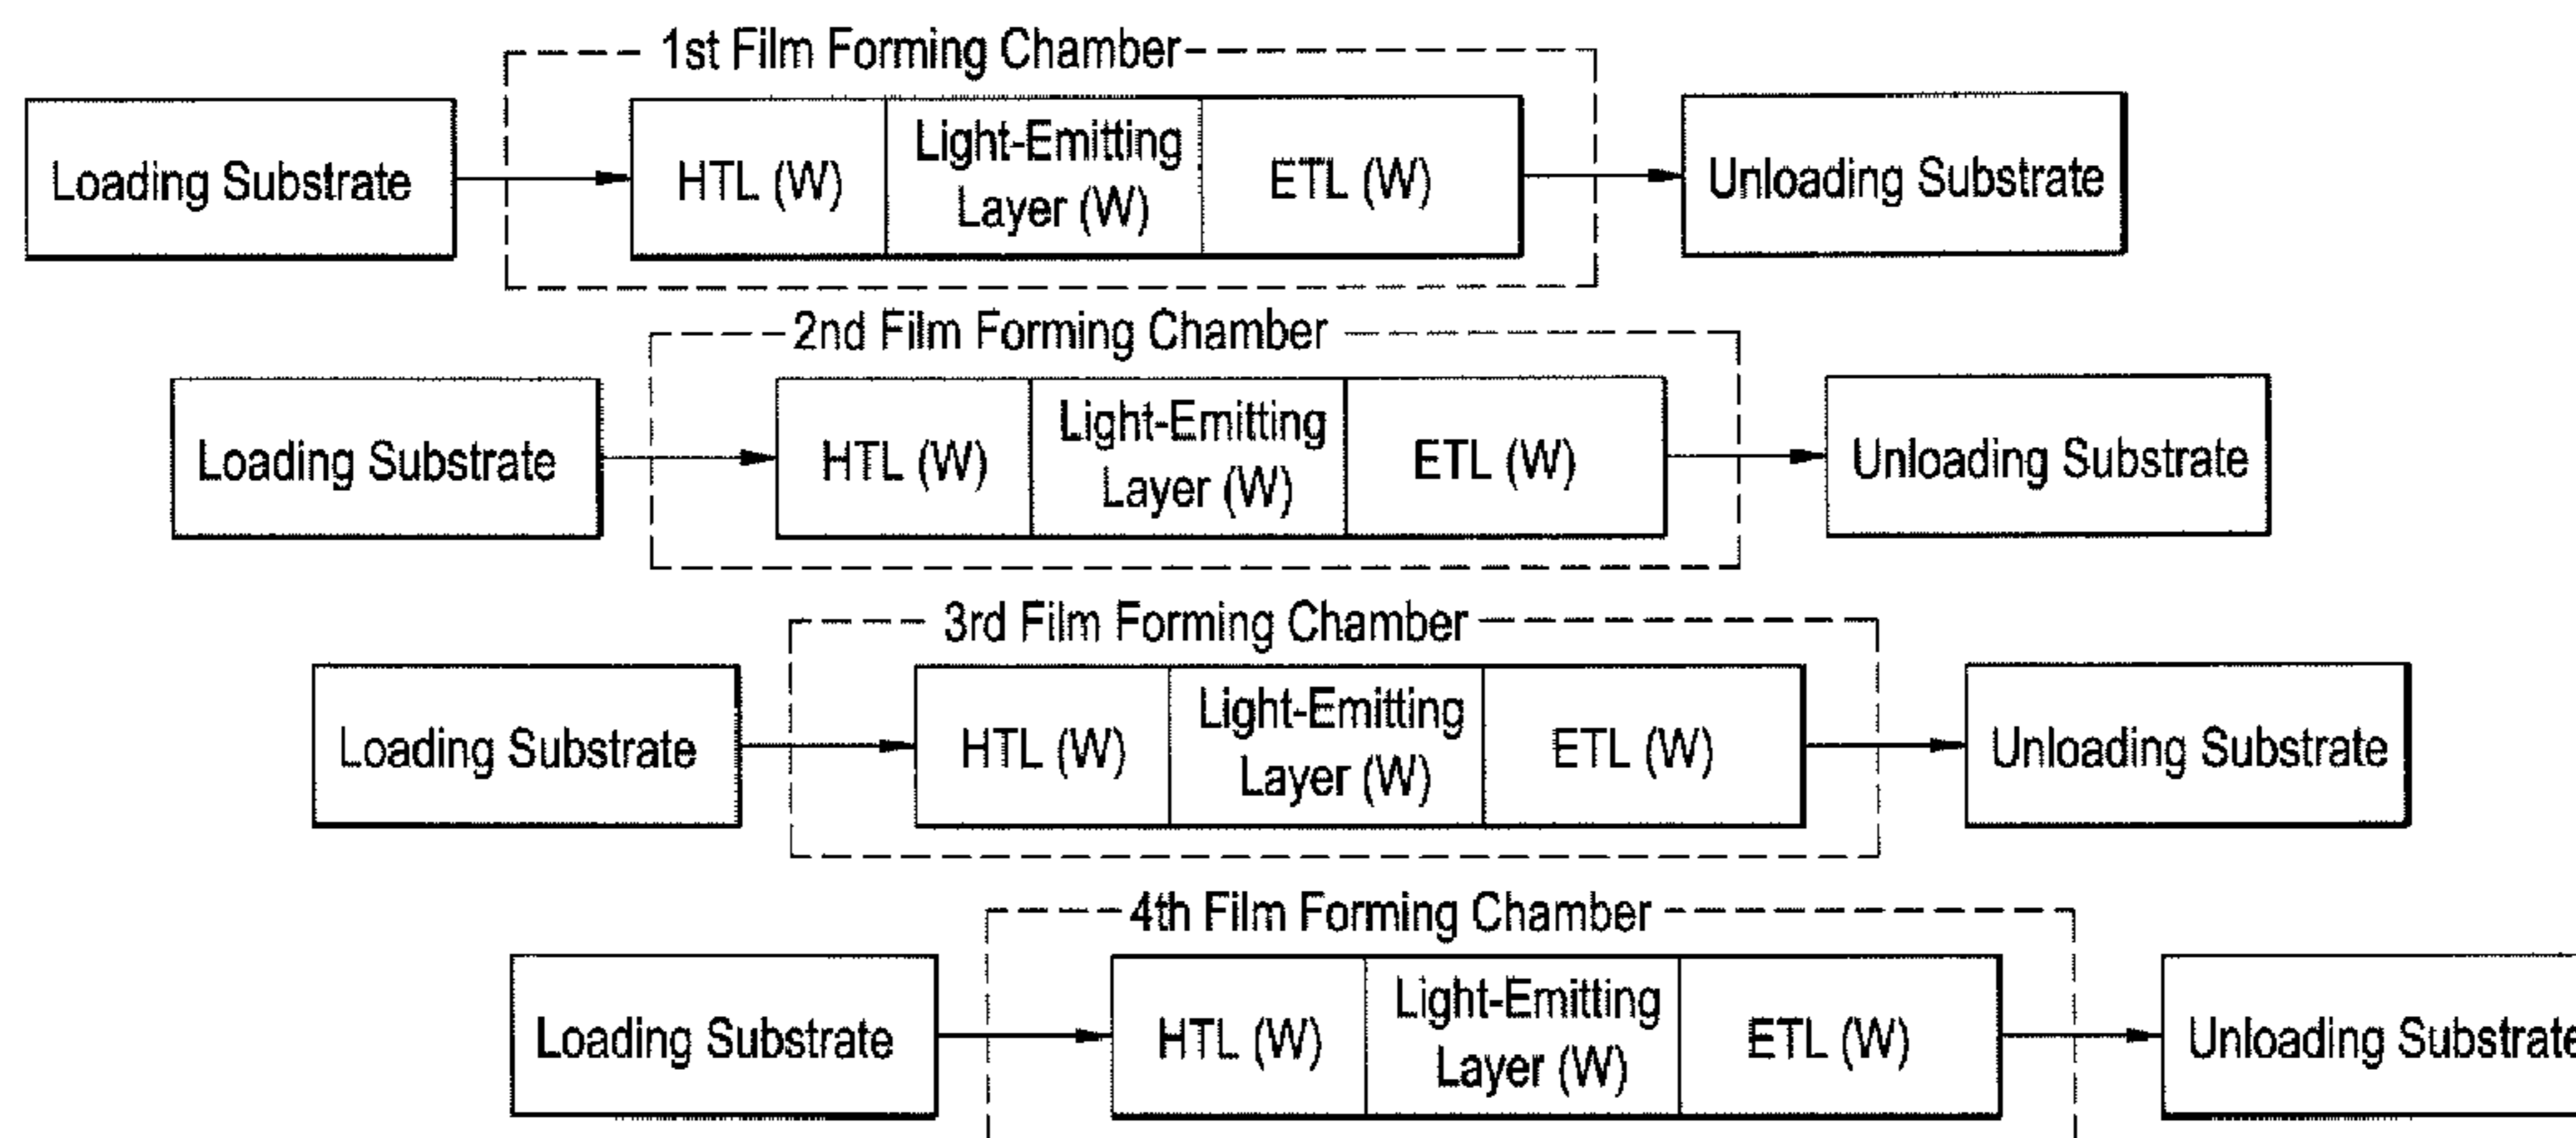 1st Film Forming Chamber
Loading Substrate
HTL (W)
Light-Emitting
Layer (W)
ETL (W)
Unloading Substrate
2nd Film Forming Chamber
Loading Substrate
HTL (W)
Light-Emitting
Layer (W)
ETL (W)
Unloading Substrate
3rd Film Forming Chamber
Loading Substrate
HTL (W)
Light-Emitting
Layer (W)
ETL (W)
Unloading Substrate
4th Film Forming Chamber
Loading Substrate
HTL (W)
Light-Emitting
Layer (W)
ETL (W)
Unloading Substrate